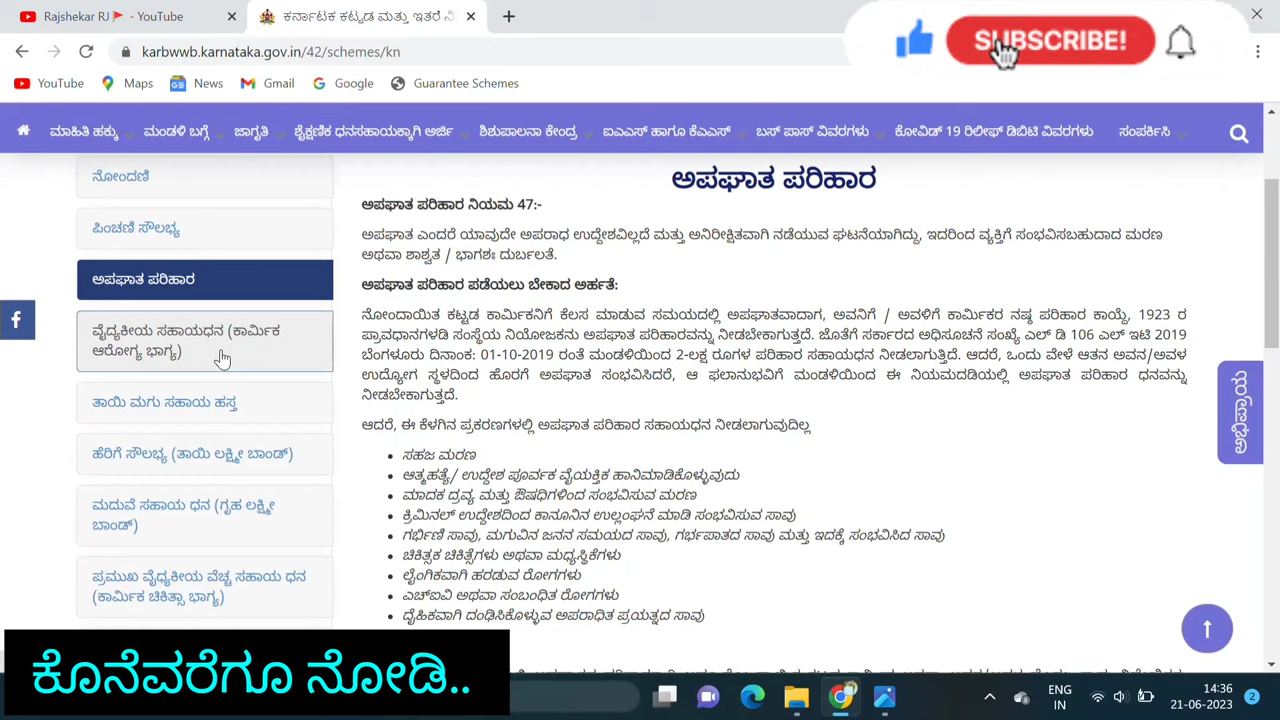 Rajshekar RJ🚩 - YouTube
ಕರ್ನಾಟಕ ಕಟ್ಟಡ ಮತ್ತು ಇತರೆ ನಿ
karbwwb.karnataka.gov.in/42/schemes/kn
SUBSCRIBE!
YouTube
Maps
News
Gmail
Google
Guarantee Schemes
ಮಾಹಿತಿ ಹಕ್ಕು
ಮಂಡಳಿ ಬಗ್ಗೆ
ಜಾಗೃತಿ
ಶೈಕ್ಷಣಿಕ ಧನಸಹಾಯಕ್ಕಾಗಿ ಅರ್ಜಿ
ಶಿಶುಪಾಲನಾ ಕೇಂದ್ರ
ಐಎಎಸ್ ಹಾಗೂ ಕೆಎಎಸ್
ಬಸ್ ಪಾಸ್ ವಿವರಗಳು
ಕೋವಿಡ್ 19 ರಿಲೀಫ್ ಡಿಬಿಟಿ ವಿವರಗಳು
ಸಂಪರ್ಕಿಸಿ
ನೋಂದಣಿ
ಪಿಂಚಣಿ ಸೌಲಭ್ಯ
ಅಪಘಾತ ಪರಿಹಾರ
ವೈದ್ಯಕೀಯ ಸಹಾಯಧನ (ಕಾರ್ಮಿಕ
ಆರೋಗ್ಯ ಭಾಗ್ಯ)
ತಾಯಿ ಮಗು ಸಹಾಯ ಹಸ್ತ
ಹೆರಿಗೆ ಸೌಲಭ್ಯ (ತಾಯಿ ಲಕ್ಷ್ಮೀ ಬಾಂಡ್)
ಮದುವೆ ಸಹಾಯ ಧನ (ಗೃಹ ಲಕ್ಷ್ಮೀ
ಬಾಂಡ್)
ಪ್ರಮುಖ ವೈದ್ಯಕೀಯ ವೆಚ್ಚ ಸಹಾಯ ಧನ
(ಕಾರ್ಮಿಕ ಚಿಕಿತ್ಸಾ ಭಾಗ್ಯ)
ಅಪಘಾತ ಪರಿಹಾರ
ಅಪಘಾತ ಪರಿಹಾರ ನಿಯಮ 47:-
ಅಪಘಾತ ಎಂದರೆ ಯಾವುದೇ ಅಪರಾಧ ಉದ್ದೇಶವಿಲ್ಲದೆ ಮತ್ತು ಅನಿರೀಕ್ಷಿತವಾಗಿ ನಡೆಯುವ ಘಟನೆಯಾಗಿದ್ದು, ಇದರಿಂದ ವ್ಯಕ್ತಿಗೆ ಸಂಭವಿಸಬಹುದಾದ ಮರಣ
ಅಥವಾ ಶಾಶ್ವತ / ಭಾಗಶಃ ದುರ್ಬಲತೆ.
ಅಪಘಾತ ಪರಿಹಾರ ಪಡೆಯಲು ಬೇಕಾದ ಅರ್ಹತೆ:
ನೋಂದಾಯಿತ ಕಟ್ಟಡ ಕಾರ್ಮಿಕನಿಗೆ ಕೆಲಸ ಮಾಡುವ ಸಮಯದಲ್ಲಿ ಅಪಘಾತವಾದಾಗ, ಅವನಿಗೆ / ಅವಳಿಗೆ ಕಾರ್ಮಿಕರ ನಷ್ಠ ಪರಿಹಾರ ಕಾಯ್ದೆ, 1923 ರ
ಪ್ರಾವಧಾನಗಳಡಿ ಸಂಸ್ಥೆಯ ನಿಯೋಜಕನು ಅಪಘಾತ ಪರಿಹಾರವನ್ನು ನೀಡಬೇಕಾಗುತ್ತದೆ. ಜೊತೆಗೆ ಸರ್ಕಾರದ ಅಧಿಸೂಚನೆ ಸಂಖ್ಯೆ ಎಲ್ ಡಿ 106 ಎಲ್ ಇಟಿ 2019
ಬೆಂಗಳೂರು ದಿನಾಂಕ: 01-10-2019 ರಂತೆ ಮಂಡಳಿಯಿಂದ 2-ಲಕ್ಷ ರೂಗಳ ಪರಿಹಾರ ಸಹಾಯಧನ ನೀಡಲಾಗುತ್ತಿದೆ. ಆದರೆ, ಒಂದು ವೇಳೆ ಆತನ ಅವನ/ಅವಳ
ಉದ್ಯೋಗ ಸ್ಥಳದಿಂದ ಹೊರಗೆ ಅಪಘಾತ ಸಂಭವಿಸಿದರೆ, ಆ ಫಲಾನುಭವಿಗೆ ಮಂಡಳಿಯಿಂದ ಈ ನಿಯಮದಡಿಯಲ್ಲಿ ಅಪಘಾತ ಪರಿಹಾರ ಧನವನ್ನು
ನೀಡಬೇಕಾಗುತ್ತದೆ.
ಆದರೆ, ಈ ಕೆಳಗಿನ ಪ್ರಕರಣಗಳಲ್ಲಿ ಅಪಘಾತ ಪರಿಹಾರ ಸಹಾಯಧನ ನೀಡಲಾಗುವುದಿಲ್ಲ
ಸಹಜ ಮರಣ
ಆತ್ಮಹತ್ಯೆ/ ಉದ್ದೇಶ ಪೂರ್ವಕ ವೈಯಕ್ತಿಕ ಹಾನಿಮಾಡಿಕೊಳ್ಳುವುದು
ಮಾದಕ ದ್ರವ್ಯ ಮತ್ತು ಔಷಧಿಗಳಿಂದ ಸಂಭವಿಸುವ ಮರಣ
ಕ್ರಿಮಿನಲ್ ಉದ್ದೇಶದಿಂದ ಕಾನೂನಿನ ಉಲ್ಲಂಘನೆ ಮಾಡಿ ಸಂಭವಿಸುವ ಸಾವು
ಗರ್ಭಿಣಿ ಸಾವು, ಮಗುವಿನ ಜನನ ಸಮಯದ ಸಾವು, ಗರ್ಭಪಾತದ ಸಾವು ಮತ್ತು ಇದಕ್ಕೆ ಸಂಭವಿಸಿದ ಸಾವು
ಚಿಕಿತ್ಸಕ ಚಿಕಿತ್ಸೆಗಳು ಅಥವಾ ಮಧ್ಯಸ್ಥಿಕೆಗಳು
ಲೈಂಗಿಕವಾಗಿ ಹರಡುವ ರೋಗಗಳು
ಎಚ್ಐವಿ ಅಥವಾ ಸಂಬಂಧಿತ ರೋಗಗಳು
ದೈಹಿಕವಾಗಿ ದಂಢಿಸಿಕೊಳ್ಳುವ ಅಪರಾಧಿತ ಪ್ರಯತ್ನದ ಸಾವು
ಅಭಿಪ್ರಾಯ
ಕೊನೆವರೆಗೂ ನೋಡಿ..
ENG
IN
14:36
21-06-2023
2